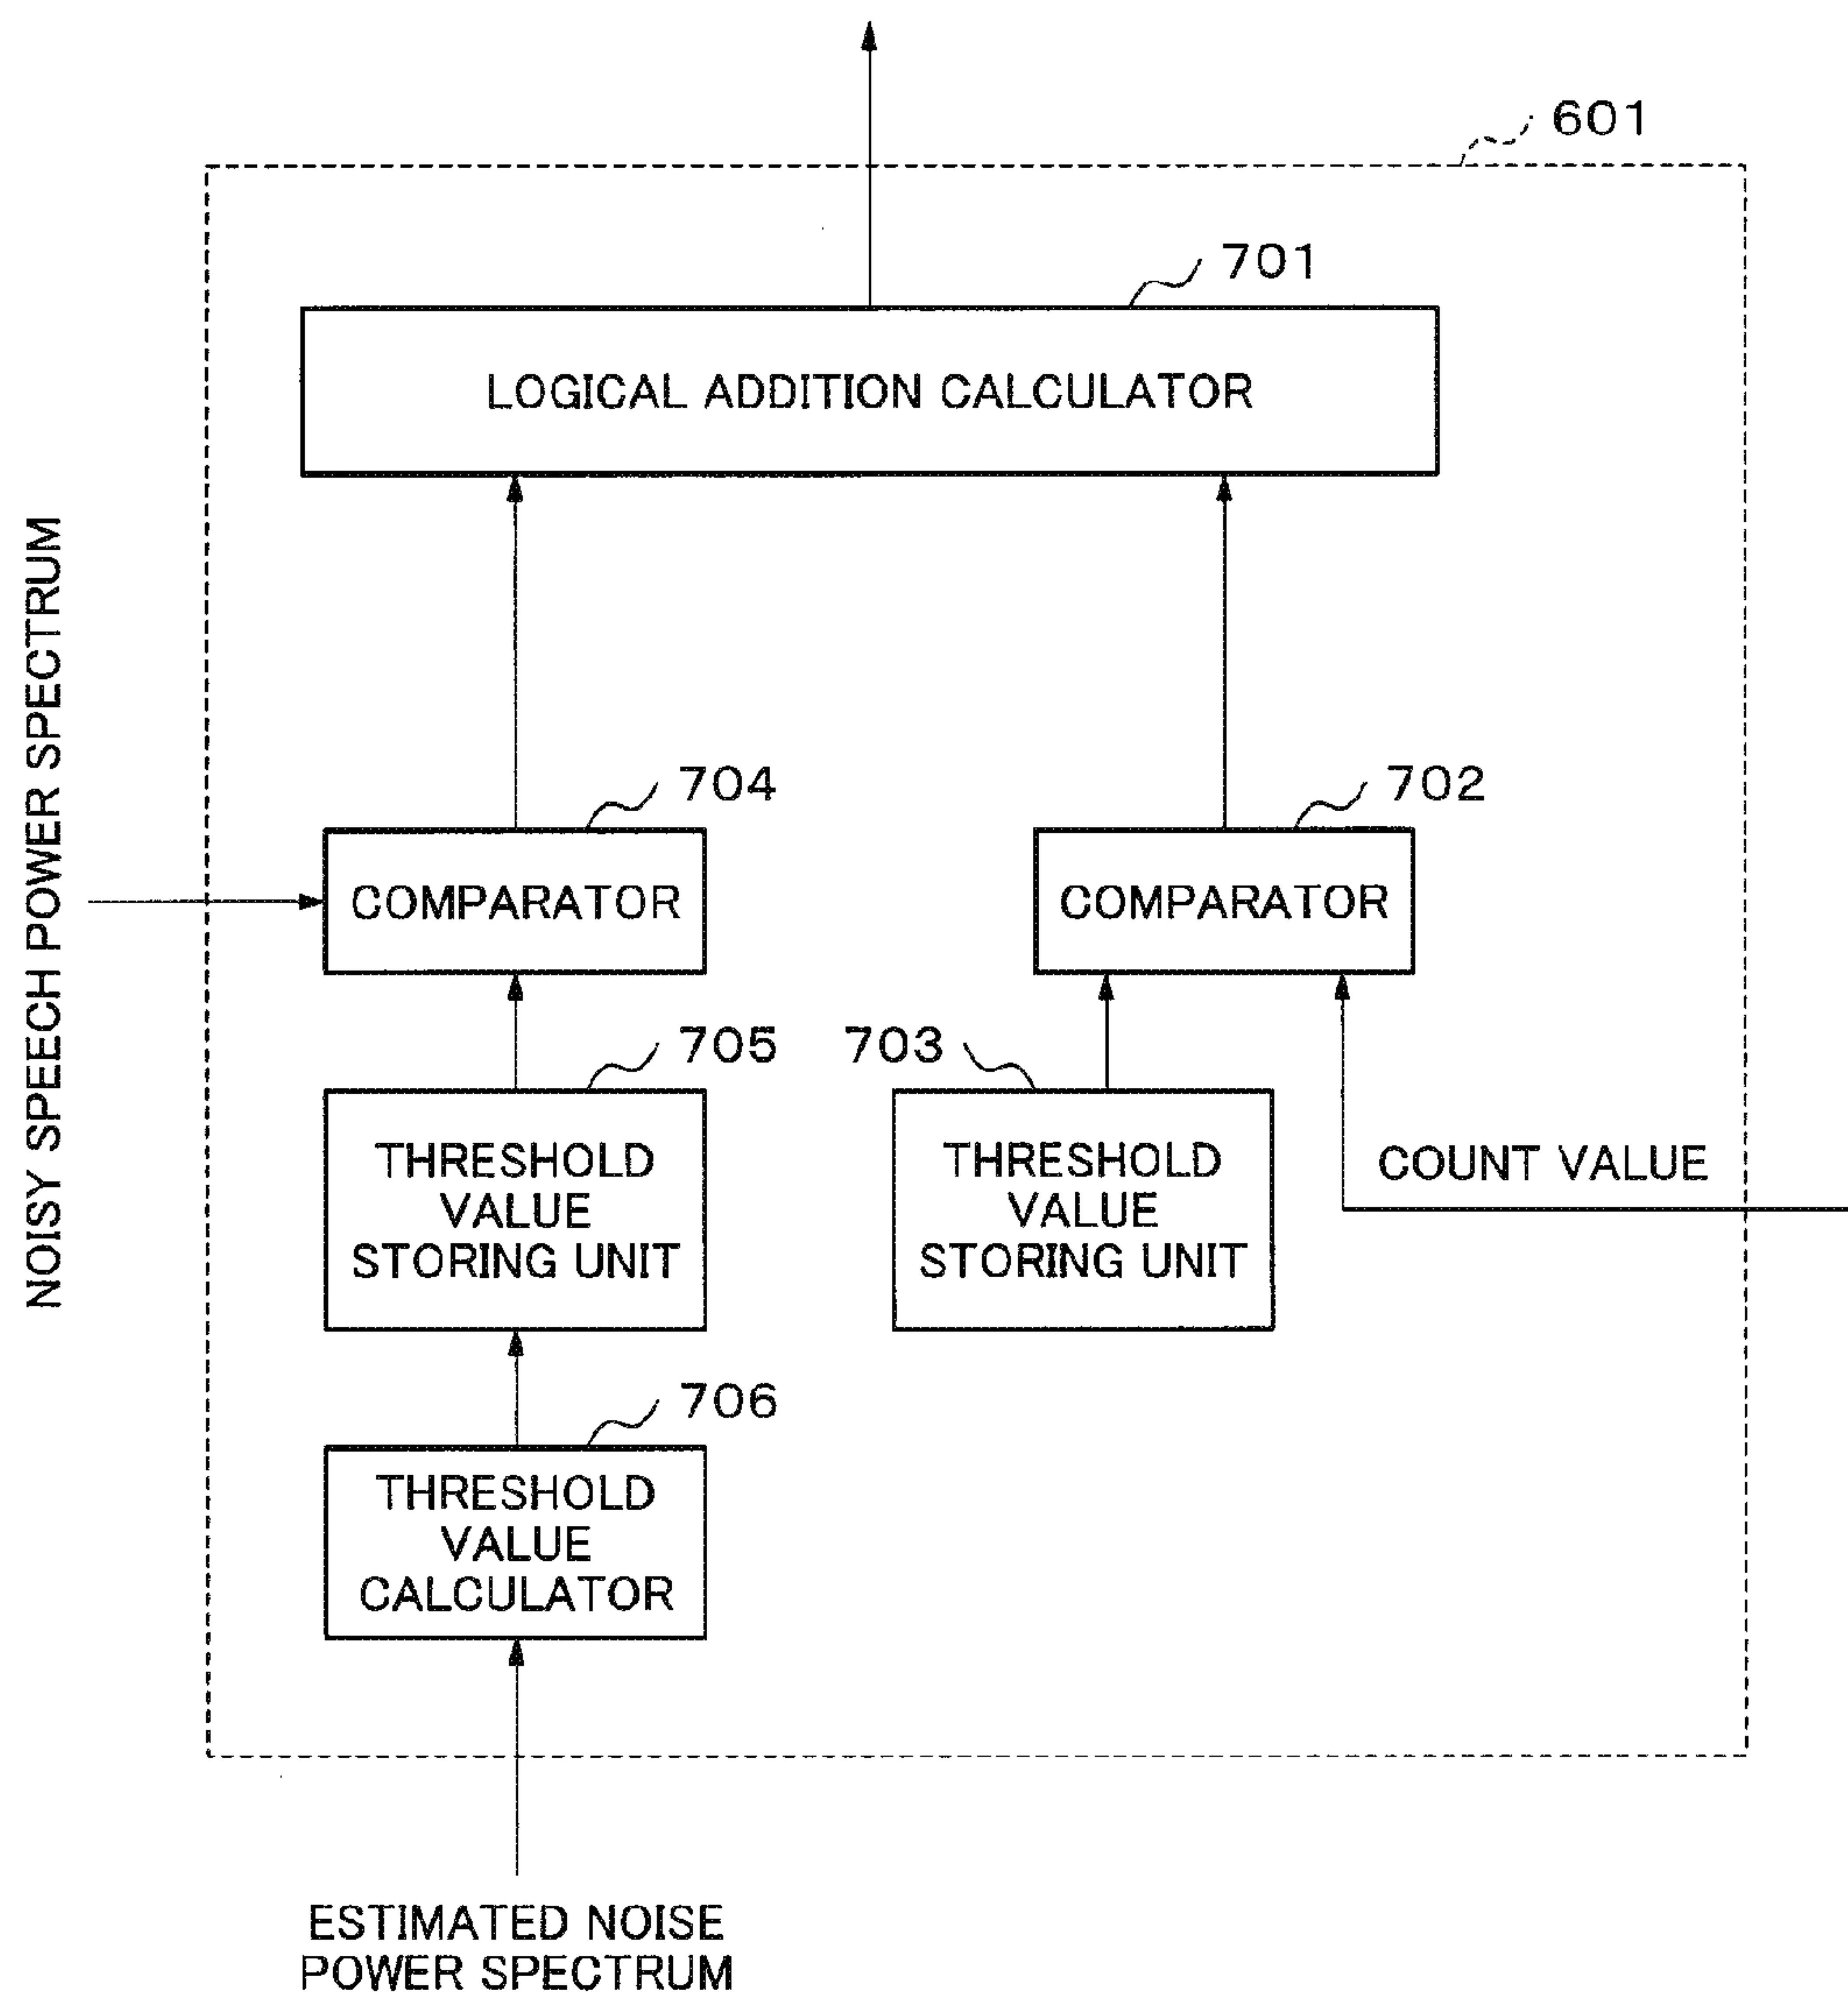 601
701
LOGICAL ADDITION CALCULATOR
NOISY SPEECH POWER SPECTRUM
704
COMPARATOR
702
COMPARATOR
705
THRESHOLD
VALUE
STORING UNIT
703
THRESHOLD
VALUE
STORING UNIT
COUNT VALUE
706
THRESHOLD
VALUE
CALCULATOR
ESTIMATED NOISE
POWER SPECTRUM